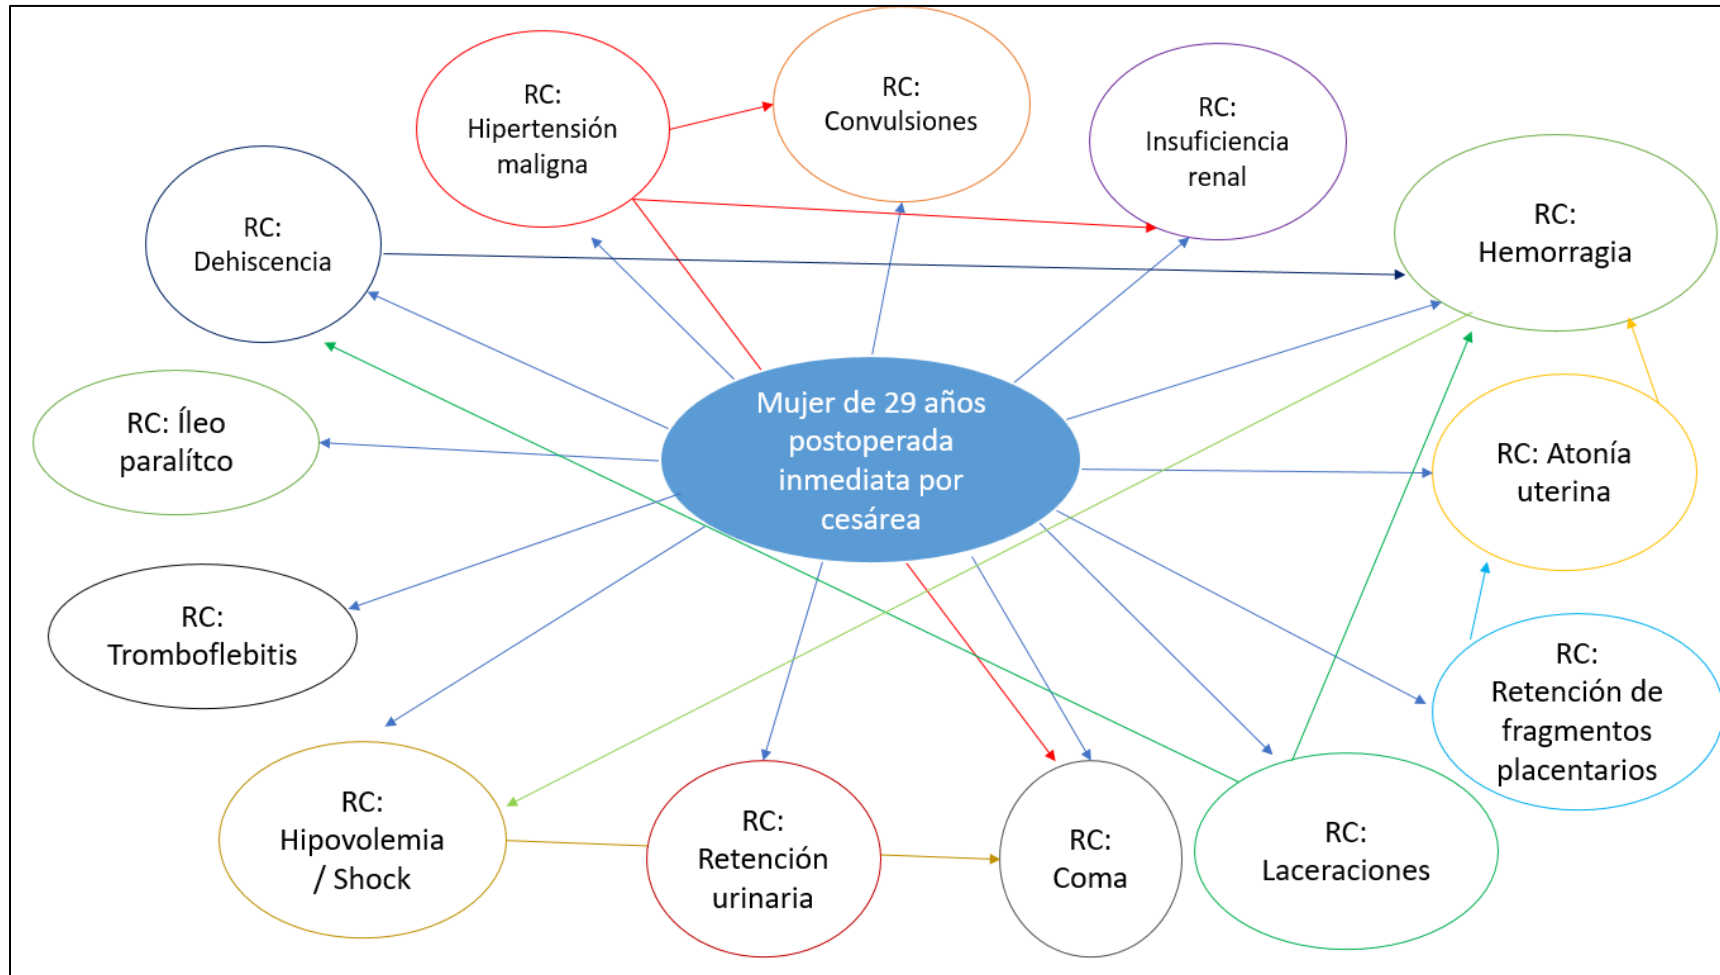 RC:
Hipertensión
maligna
RC:
Convulsiones
RC:
Insuficiencia
renal
RC:
Hemorragia
RC:
Dehiscencia
RC: Íleo
paralítco
Mujer de 29 años
postoperada
inmediata por
cesárea
RC: Atonía
uterina
RC:
Tromboflebitis
RC:
Retención de
fragmentos
placentarios
RC:
Hipovolemia
/ Shock
RC:
Retención
urinaria
RC:
Coma
RC:
Laceraciones